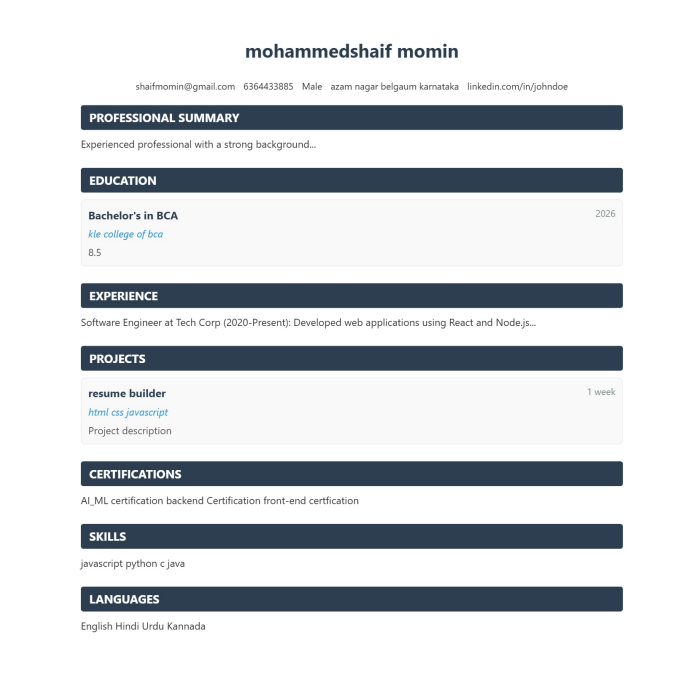 mohammedshaif momin
shaifmomin@gmail.com 6364433885 Male azam nagar belgaum karnataka linkedin.com/in/johndoe
PROFESSIONAL SUMMARY
Experienced professional with a strong background...
EDUCATION
Bachelor's in BCA 2026
kle college of bca
8.5
EXPERIENCE
Software Engineer at Tech Corp (2020-Present): Developed web applications using React and Node.js...
PROJECTS
resume builder 1 week
html css javascript
Project description
CERTIFICATIONS
AI_ML certification backend Certification front-end certfication
SKILLS
javascript python c java
LANGUAGES
English Hindi Urdu Kannada